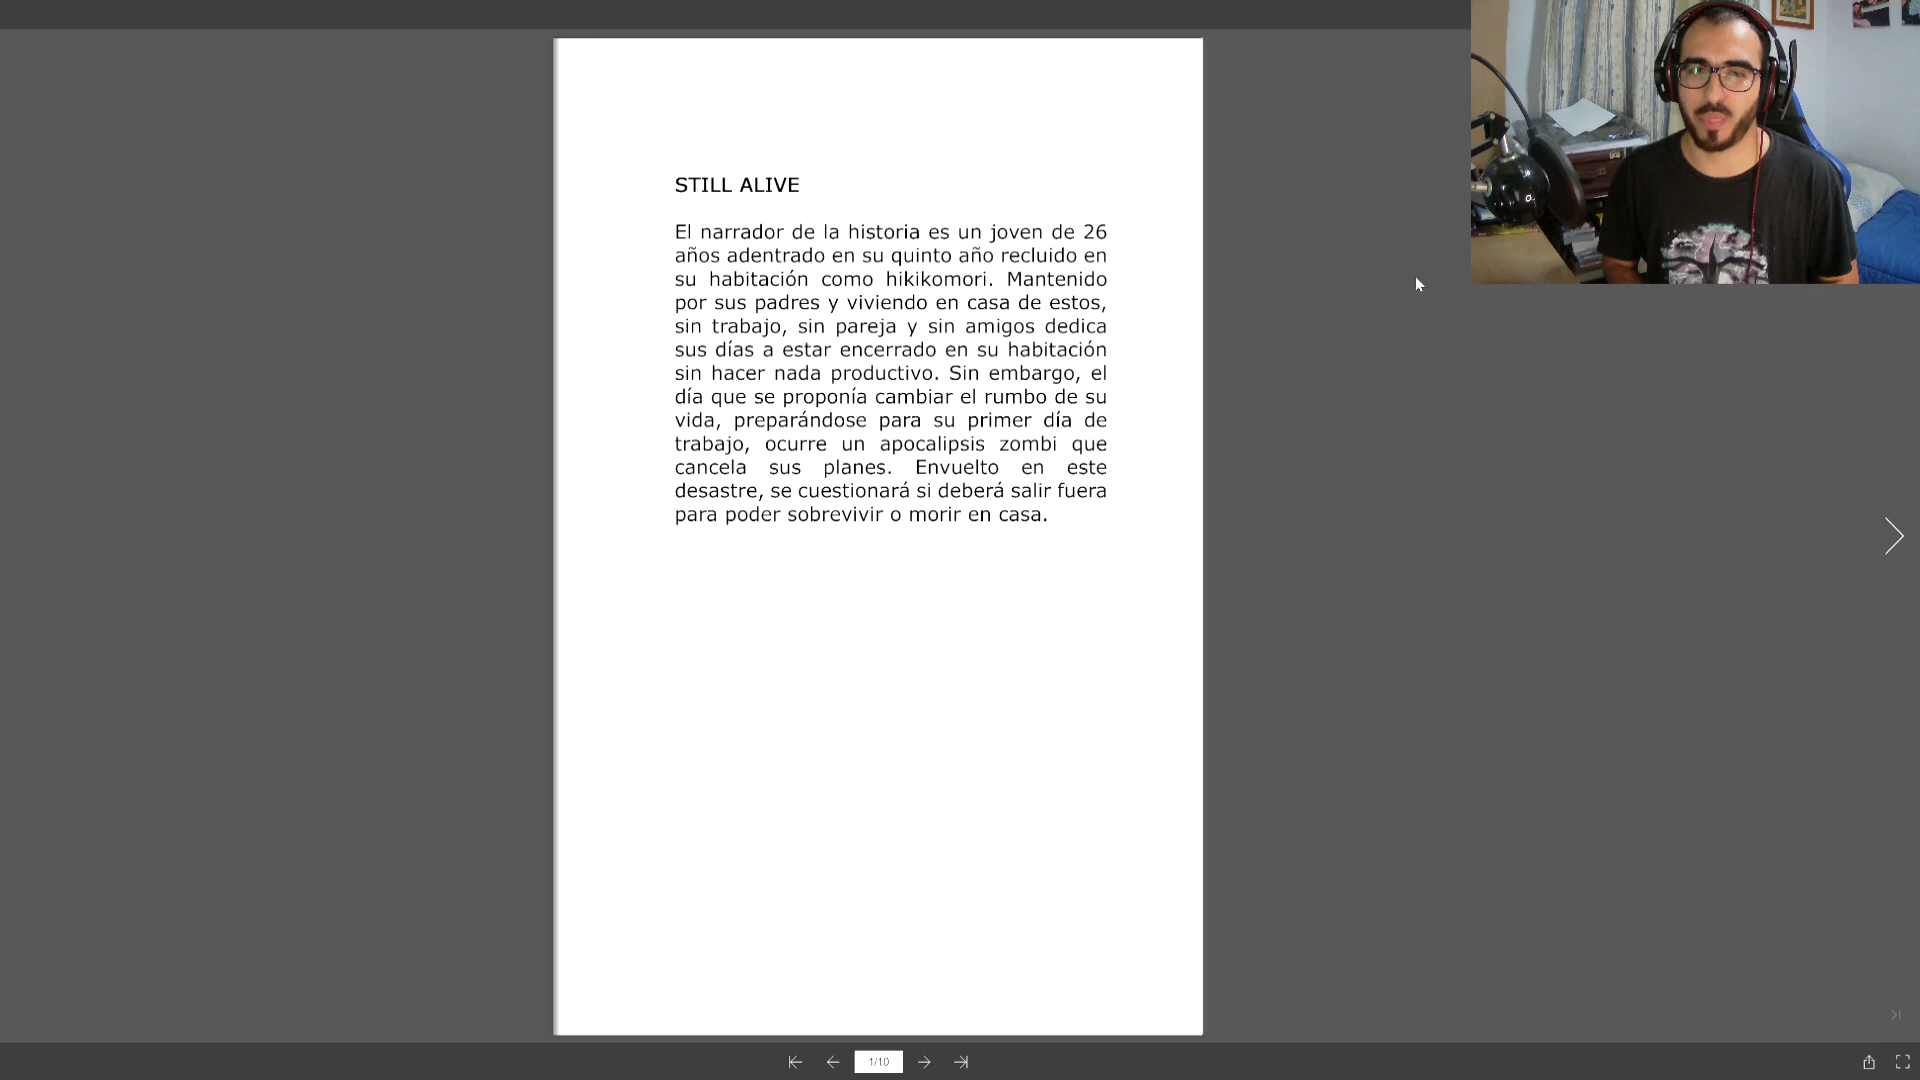 STILL ALIVE
El narrador de la historia es un joven de 26
años adentrado en su quinto año recluido en
su habitación como hikikomori. Mantenido
por sus padres y viviendo en casa de estos,
sin trabajo, sin pareja y sin amigos dedica
sus días a estar encerrado en su habitación
sin hacer nada productivo. Sin embargo, el
día que se proponía cambiar el rumbo de su
vida, preparándose para su primer día de
trabajo, ocurre un apocalipsis zombi que
cancela sus planes. Envuelto en este
desastre, se cuestionará si deberá salir fuera
para poder sobrevivir o morir en casa.
1/10